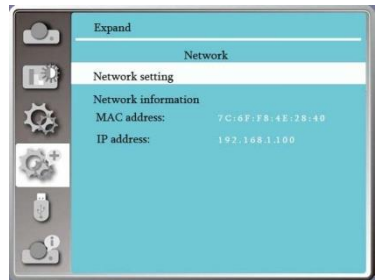 Expand
Network
Network setting
Network information
MAC address: 7C:6F:F8:4E:28:40
IP address: 192.168.1.100